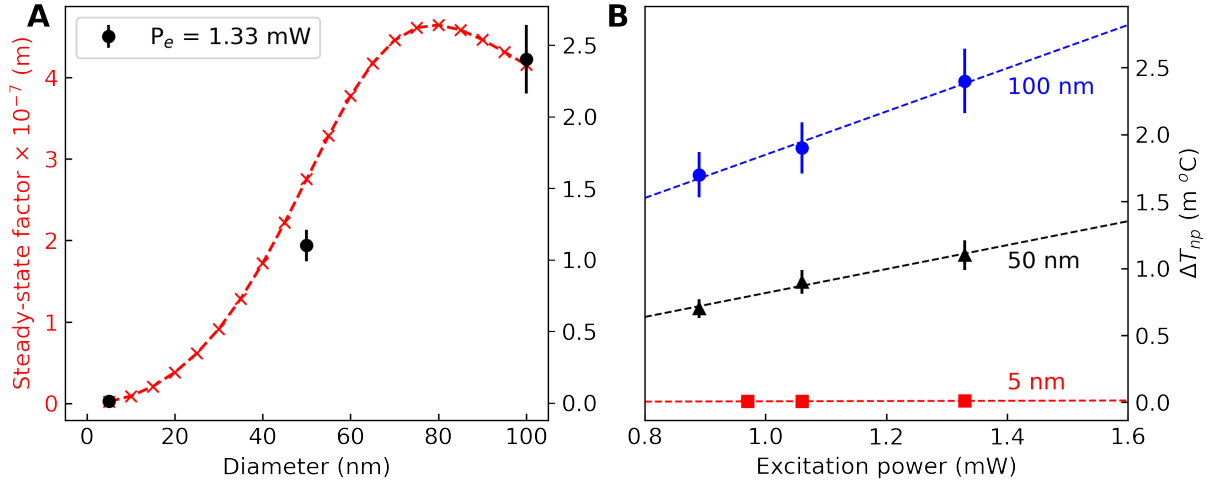 A
B
P_e = 1.33 mW
Steady-state factor × 10⁻⁷ (m)
4
3
2
1
0
2.5
2.0
1.5
1.0
0.5
0.0
0 20 40 60 80 100
Diameter (nm)
100 nm
50 nm
5 nm
2.5
2.0
1.5
1.0
0.5
0.0
ΔT_np (m °C)
0.8 1.0 1.2 1.4 1.6
Excitation power (mW)